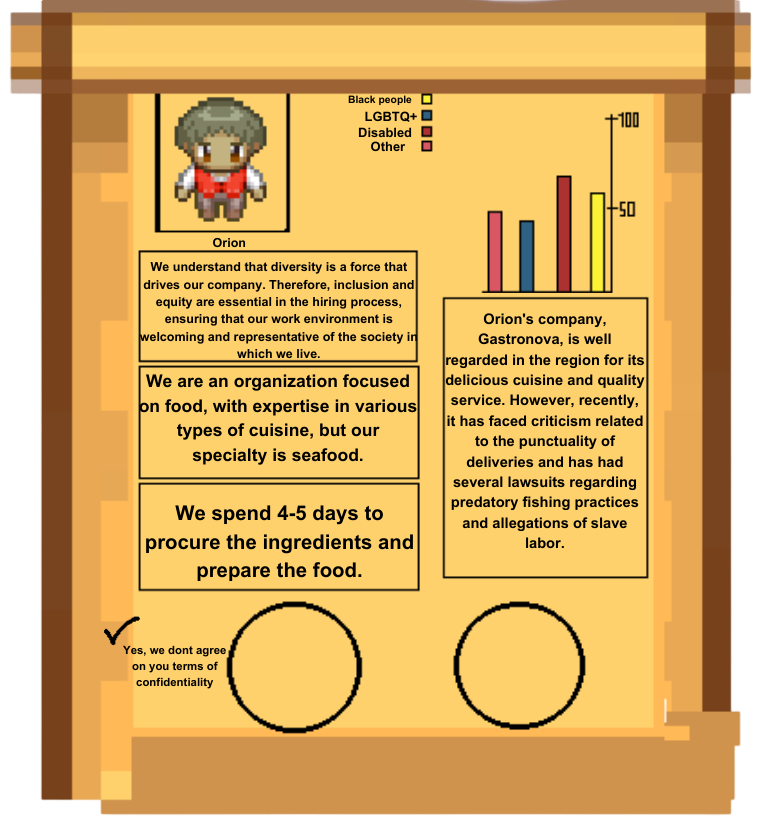 Black people
LGBTQ+
Disabled
Other
100
50
Orion
We understand that diversity is a force that
drives our company. Therefore, inclusion and
equity are essential in the hiring process,
ensuring that our work environment is
welcoming and representative of the society in
which we live.
We are an organization focused
on food, with expertise in various
types of cuisine, but our
specialty is seafood.
We spend 4-5 days to
procure the ingredients and
prepare the food.
Orion's company,
Gastronova, is well
regarded in the region for its
delicious cuisine and quality
service. However, recently,
it has faced criticism related
to the punctuality of
deliveries and has had
several lawsuits regarding
predatory fishing practices
and allegations of slave
labor.
Yes, we dont agree
on you terms of
confidentiality